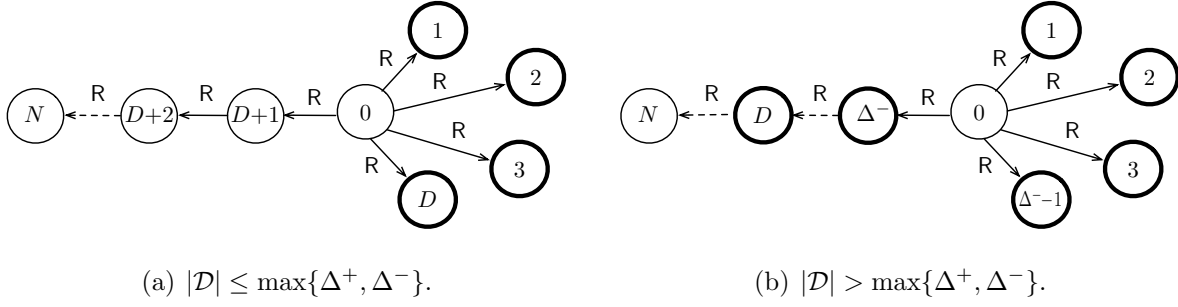 1
R
R
2
R
R
R
N
D+2
D+1
0
R
R
3
D
(a) |𝒟| ≤ max{Δ⁺, Δ⁻}.
1
R
R
2
R
R
R
N
D
Δ⁻
0
R
R
3
Δ⁻−1
(b) |𝒟| > max{Δ⁺, Δ⁻}.